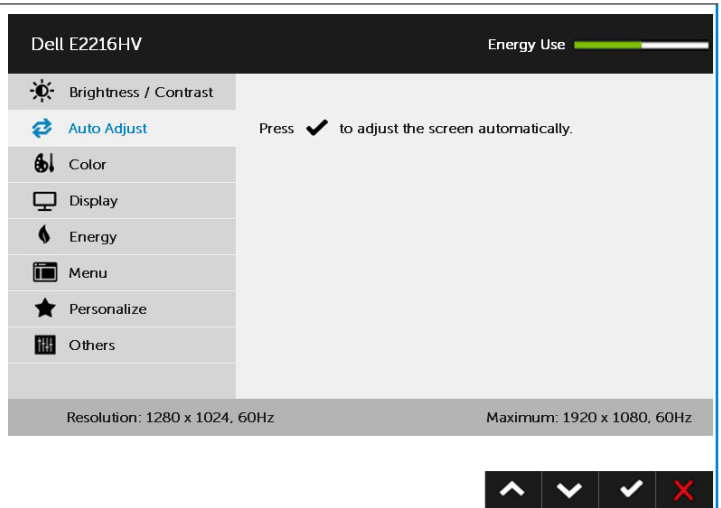 Dell E2216HV Energy Use
Brightness / Contrast
Auto Adjust Press to adjust the screen automatically.
Color
Display
Energy
Menu
Personalize
Others
Resolution: 1280 x 1024, 60Hz Maximum: 1920 x 1080, 60Hz